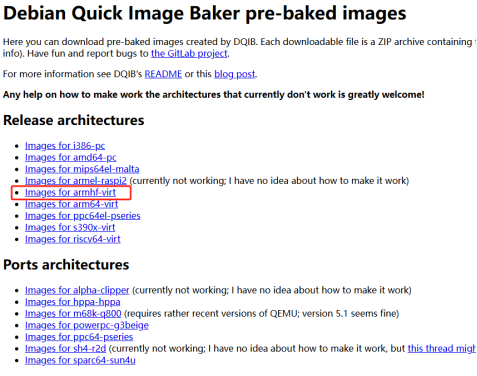 Debian Quick Image Baker pre-baked images
Here you can download pre-baked images created by DQIB. Each downloadable file is a ZIP archive containing
info). Have fun and report bugs to the GitLab project.
For more information see DQIB's README or this blog post.
Any help on how to make work the architectures that currently don't work is greatly welcome!
Release architectures
• Images for i386-pc
• Images for amd64-pc
• Images for mips64el-malta
• Images for armel-raspi2 (currently not working; I have no idea about how to make it work)
• Images for armhf-virt
• Images for arm64-virt
• Images for ppc64el-pseries
• Images for s390x-virt
• Images for riscv64-virt
Ports architectures
• Images for alpha-clipper (currently not working; I have no idea about how to make it work)
• Images for hppa-hppa
• Images for m68k-q800 (requires rather recent versions of QEMU; version 5.1 seems fine)
• Images for powerpc-g3beige
• Images for ppc64-pseries
• Images for sh4-r2d (currently not working; I have no idea about how to make it work, but this thread migh
• Images for sparc64-sun4u